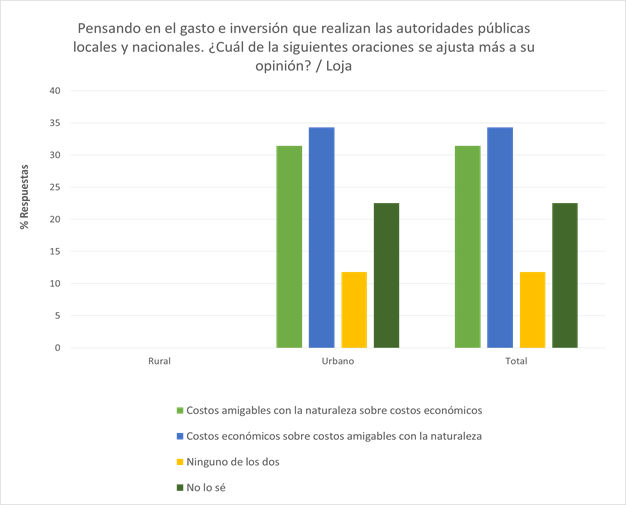 Pensando en el gasto e inversión que realizan las autoridades públicas
locales y nacionales. ¿Cuál de la siguientes oraciones se ajusta más a su
opinión? / Loja
% Respuestas
40
35
30
25
20
15
10
5
0
Rural
Urbano
Total
Costos amigables con la naturaleza sobre costos económicos
Costos económicos sobre costos amigables con la naturaleza
Ninguno de los dos
No lo sé